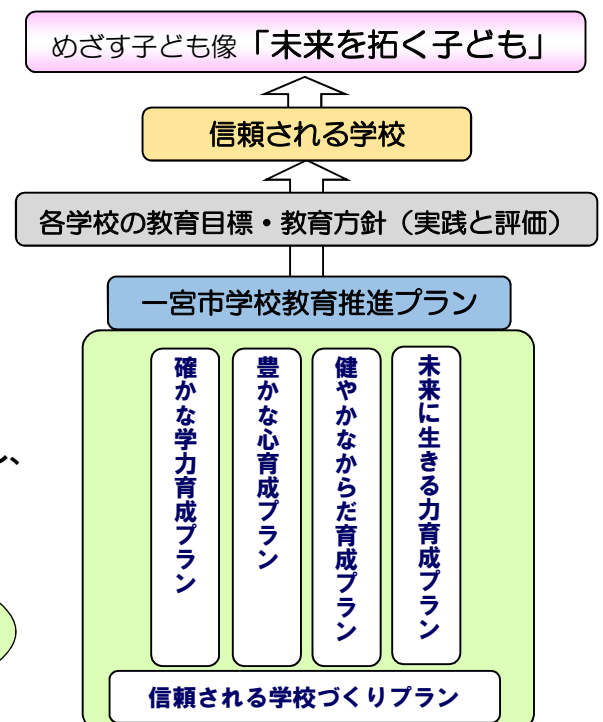 めざす子ども像「未来を拓く子ども」
信頼される学校
各学校の教育目標・教育方針（実践と評価）
一宮市学校教育推進プラン
確かな学力育成プラン
豊かな心育成プラン
健やかなからだ育成プラン
未来に生きる力育成プラン
信頼される学校づくりプラン